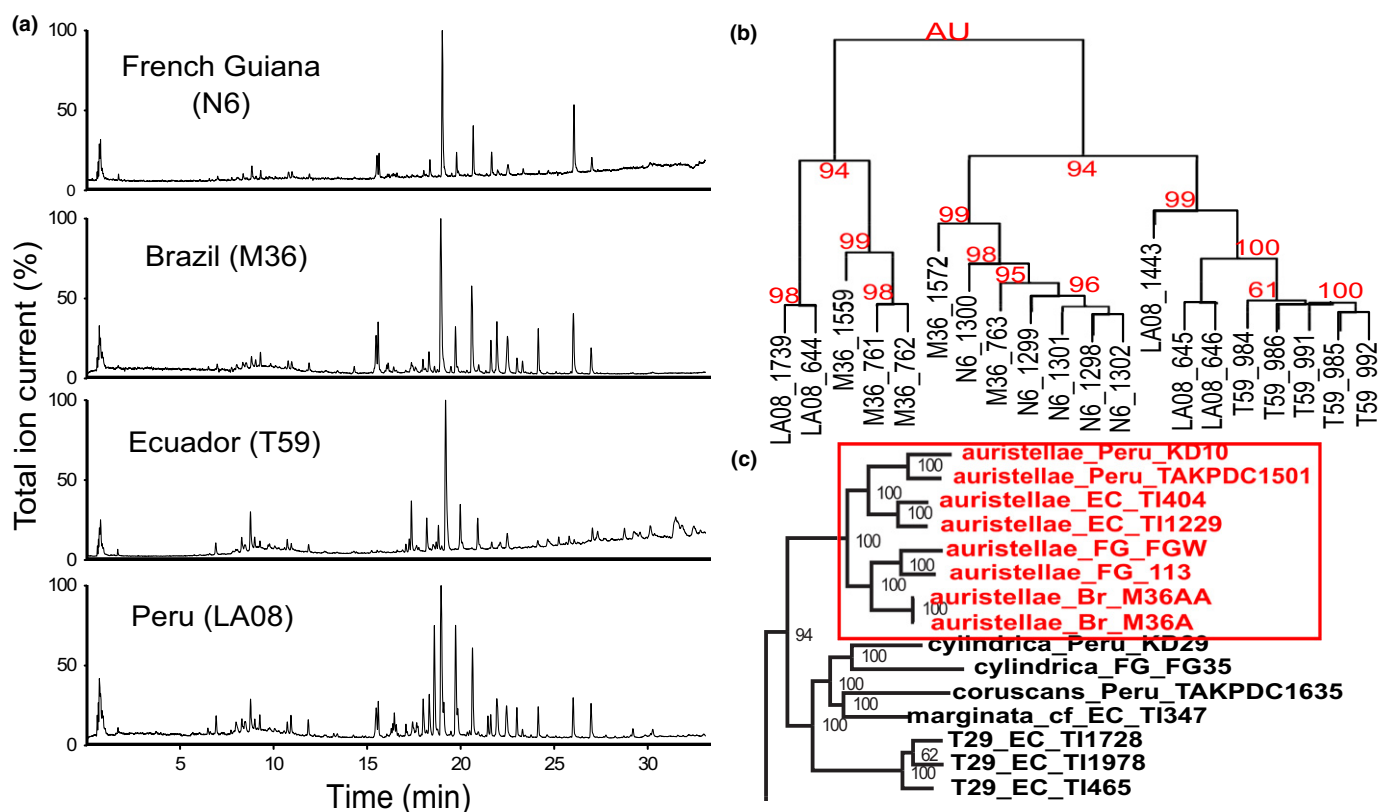 (a)
Total ion current (%)
100
50
0
French Guiana
(N6)
100
50
0
Brazil (M36)
100
50
0
Ecuador (T59)
100
50
0
Peru (LA08)
5 10 15 20 25 30
Time (min)
(b)
AU
94 94
99 99 99
98 98 98 95 96 100 61 100
LA08_1739
LA08_644
M36_1559
M36_761
M36_762
M36_1572
N6_1300
M36_763
N6_1299
N6_1301
N6_1298
N6_1302
LA08_1443
LA08_645
LA08_646
T59_984
T59_986
T59_991
T59_985
T59_992
(c)
auristellae_Peru_KD10
100
auristellae_Peru_TAKPDC1501
100
auristellae_EC_TI404
100
auristellae_EC_TI1229
100
auristellae_FG_FGW
100
auristellae_FG_113
100
auristellae_Br_M36AA
100
auristellae_Br_M36A
94
cylindrica_Peru_KD29
100
cylindrica_FG_FG35
100
coruscans_Peru_TAKPDC1635
100
marginata_cf_EC_TI347
100
T29_EC_TI1728
62
T29_EC_TI1978
100
T29_EC_TI465